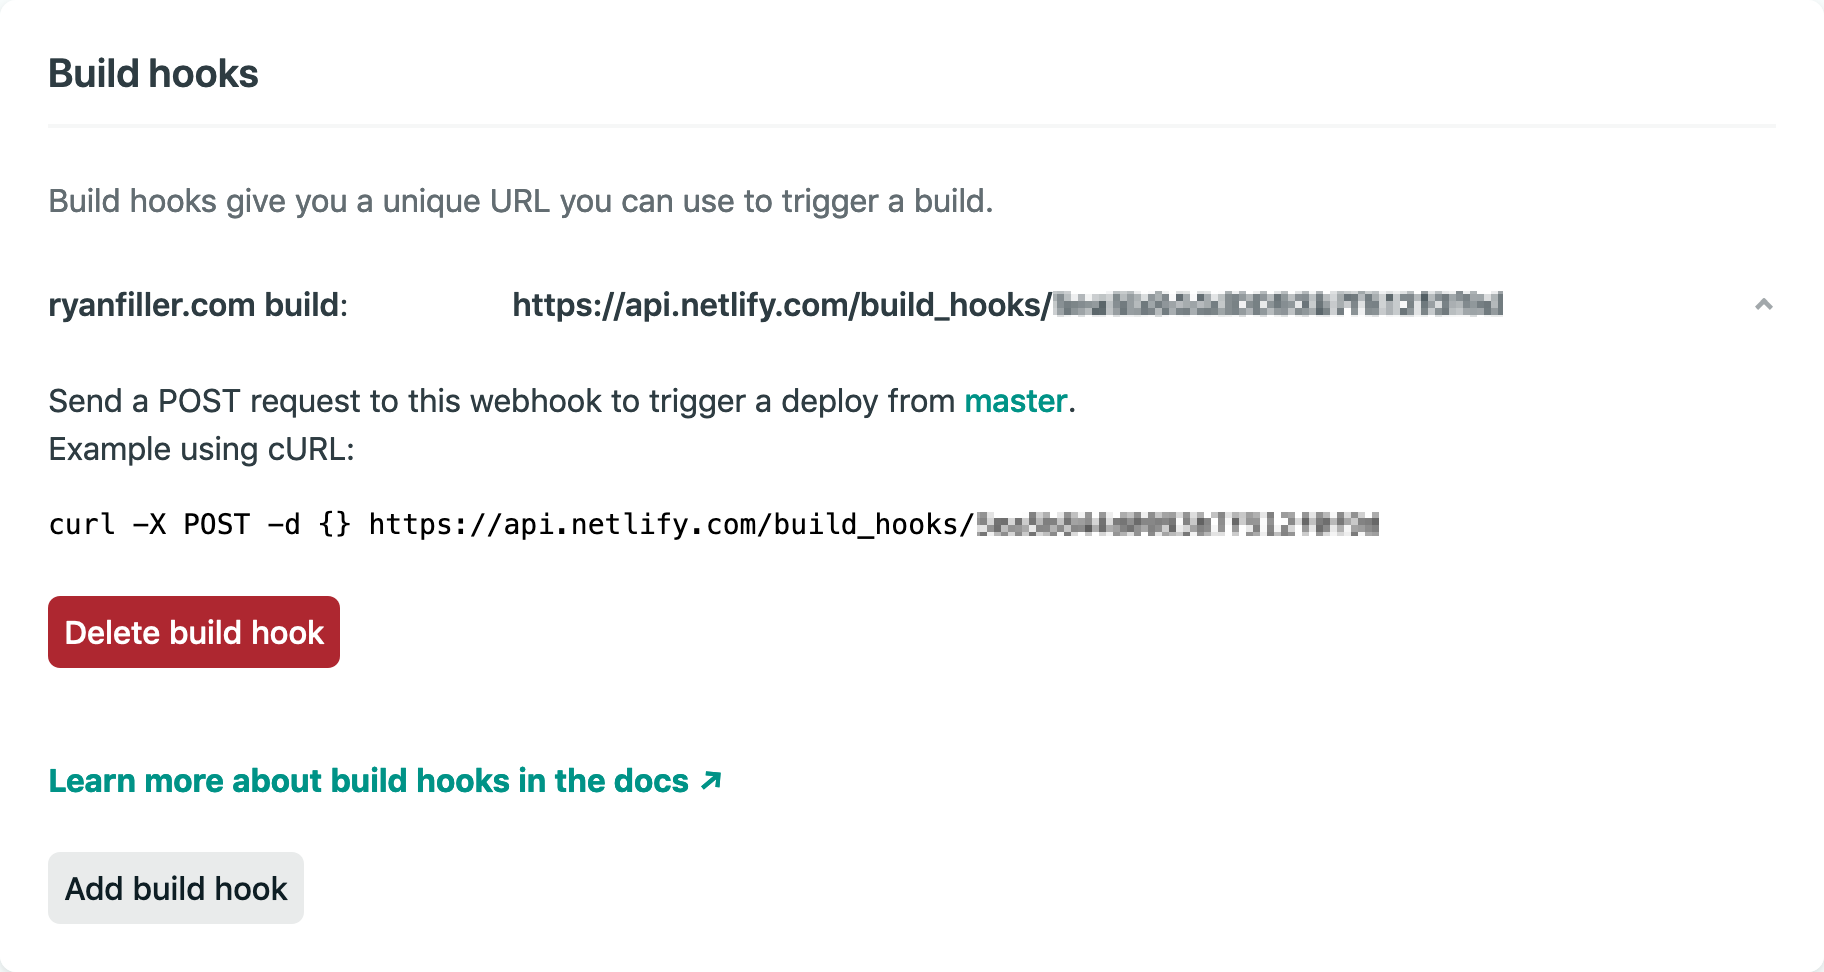 Build hooks
Build hooks give you a unique URL you can use to trigger a build.
ryanfiller.com build: https://api.netlify.com/build_hooks/
Send a POST request to this webhook to trigger a deploy from master.
Example using cURL:
curl -X POST -d {} https://api.netlify.com/build_hooks/
Delete build hook
Learn more about build hooks in the docs ↗
Add build hook